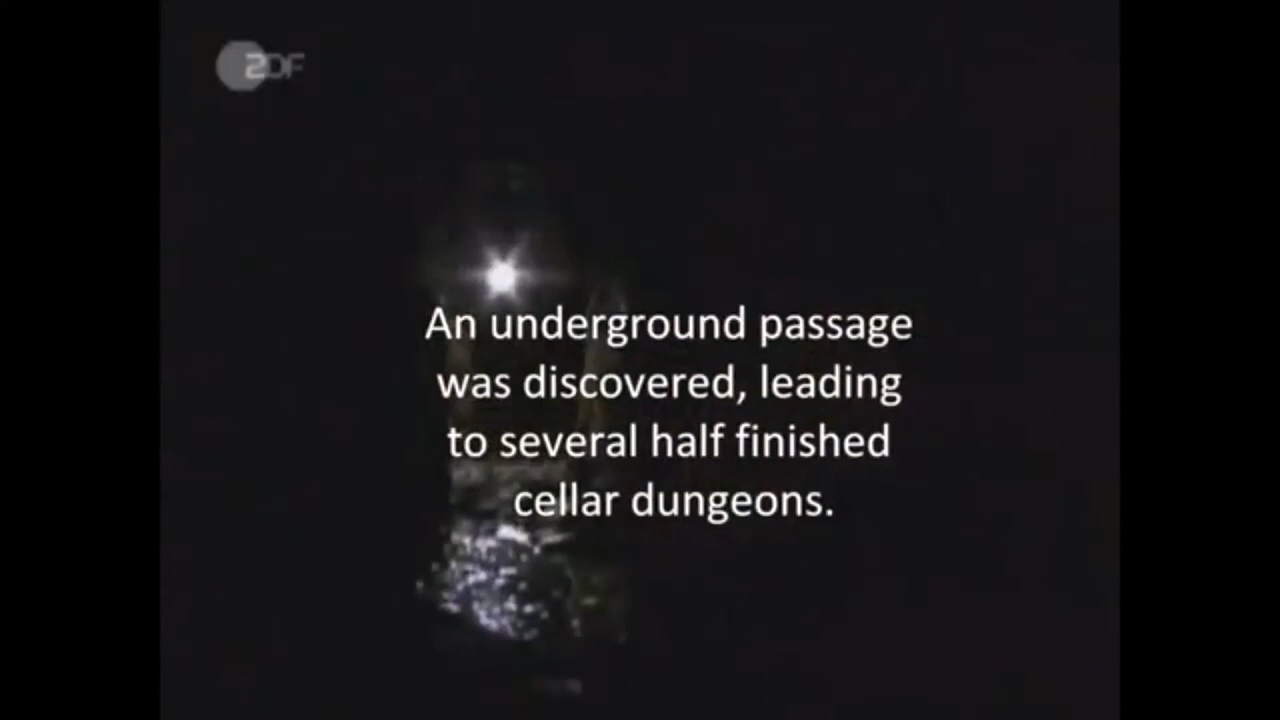 ZDF
An underground passage
was discovered, leading
to several half finished
cellar dungeons.